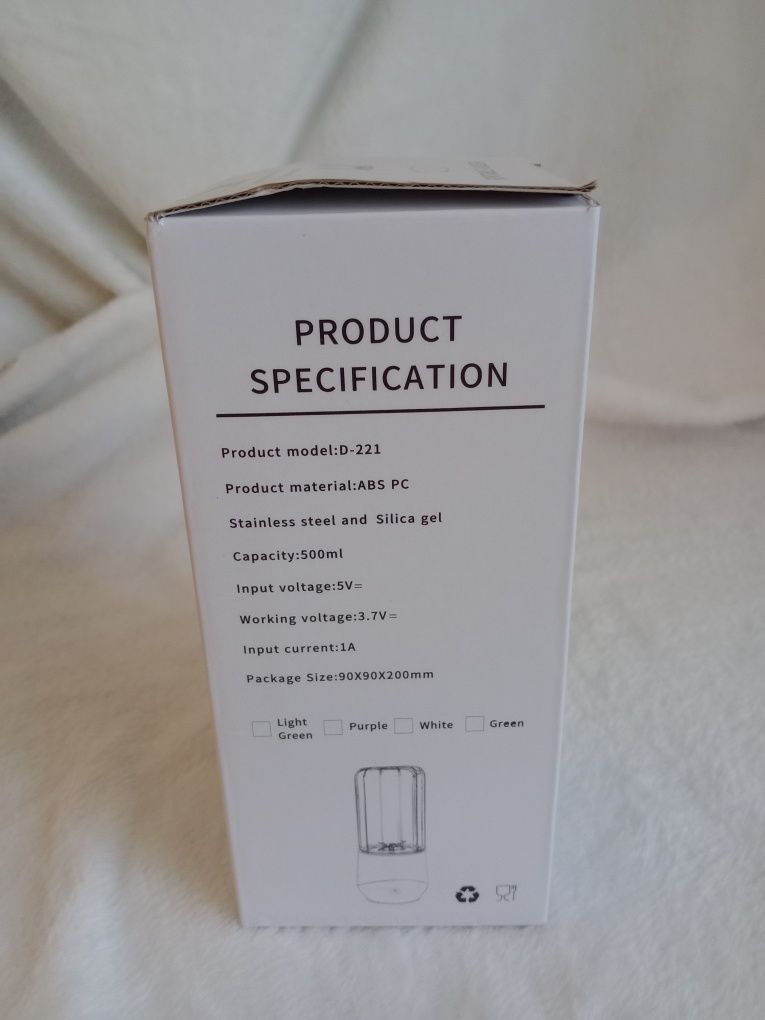 PRODUCT
SPECIFICATION
Product model:D-221
Product material:ABS PC
Stainless steel and Silica gel
Capacity:500ml
Input voltage:5V=
Working voltage:3.7V=
Input current:1A
Package Size:90X90X200mm
Light Green
Purple
White
Green